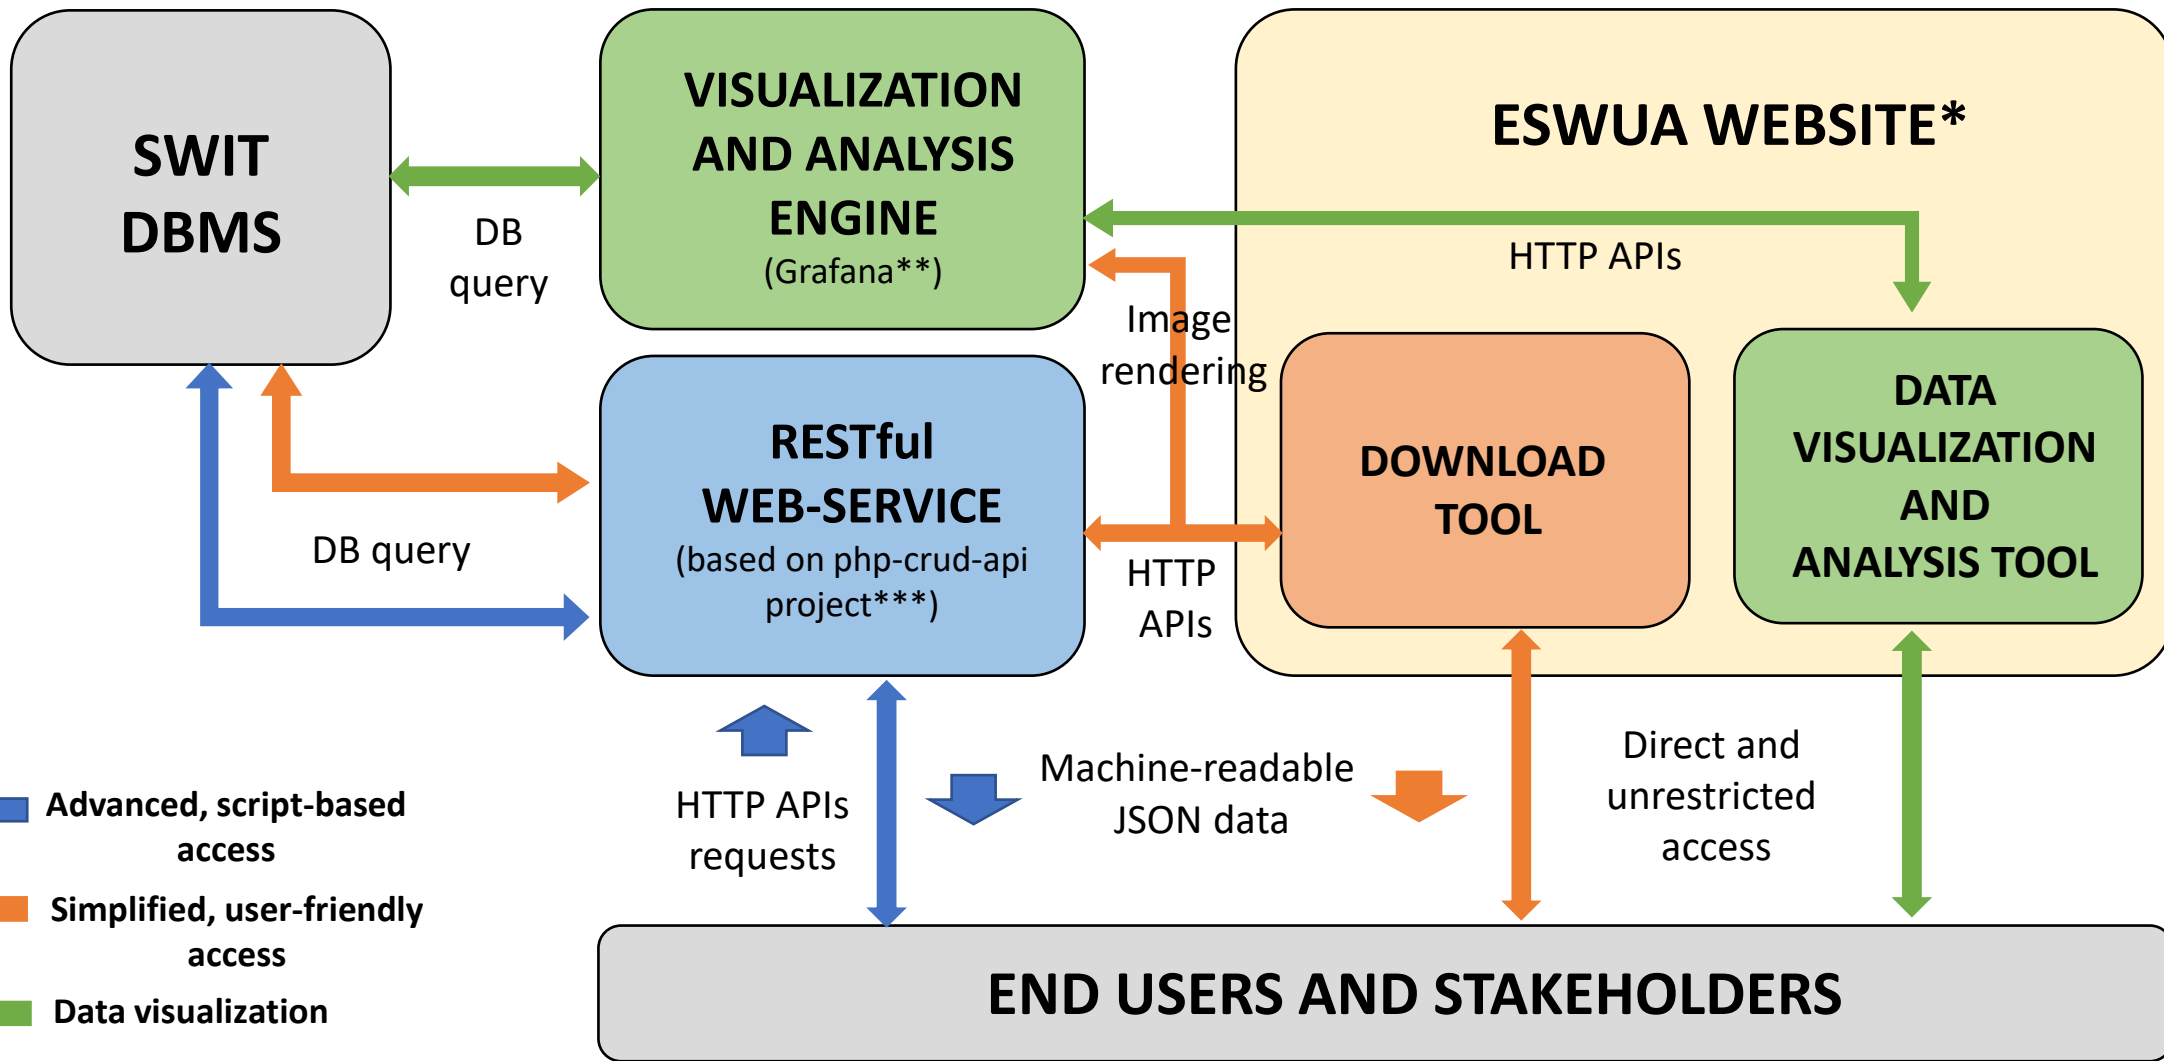 SWIT
DBMS
DB
query
VISUALIZATION
AND ANALYSIS
ENGINE
(Grafana**)
ESWUA WEBSITE*
HTTP APIs
Image
rendering
RESTful
WEB-SERVICE
(based on php-crud-api
project***)
DB query
HTTP
APIs
DOWNLOAD
TOOL
DATA
VISUALIZATION
AND
ANALYSIS TOOL
HTTP APIs
requests
Machine-readable
JSON data
Direct and
unrestricted
access
Advanced, script-based
access
Simplified, user-friendly
access
Data visualization
END USERS AND STAKEHOLDERS